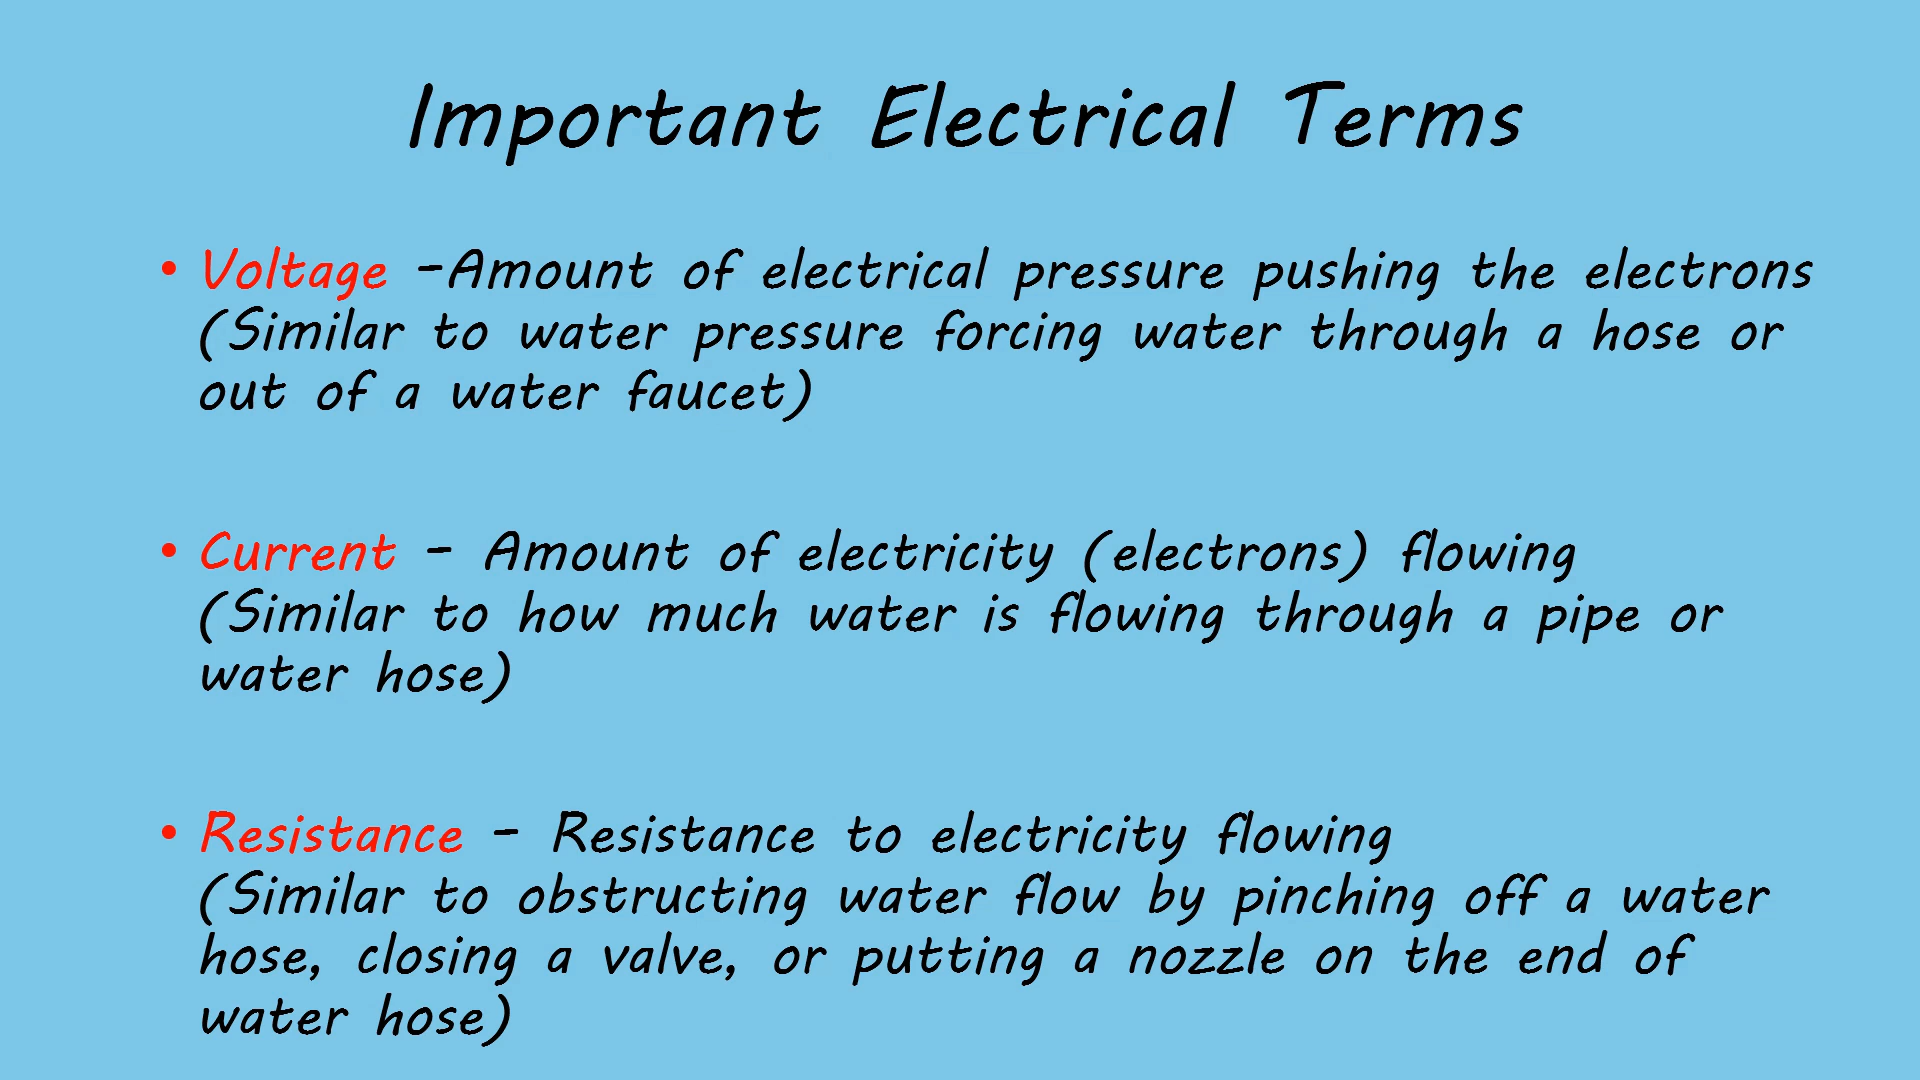 Important Electrical Terms
• Voltage –Amount of electrical pressure pushing the electrons
(Similar to water pressure forcing water through a hose or
out of a water faucet)
• Current – Amount of electricity (electrons) flowing
(Similar to how much water is flowing through a pipe or
water hose)
• Resistance – Resistance to electricity flowing
(Similar to obstructing water flow by pinching off a water
hose, closing a valve, or putting a nozzle on the end of
water hose)